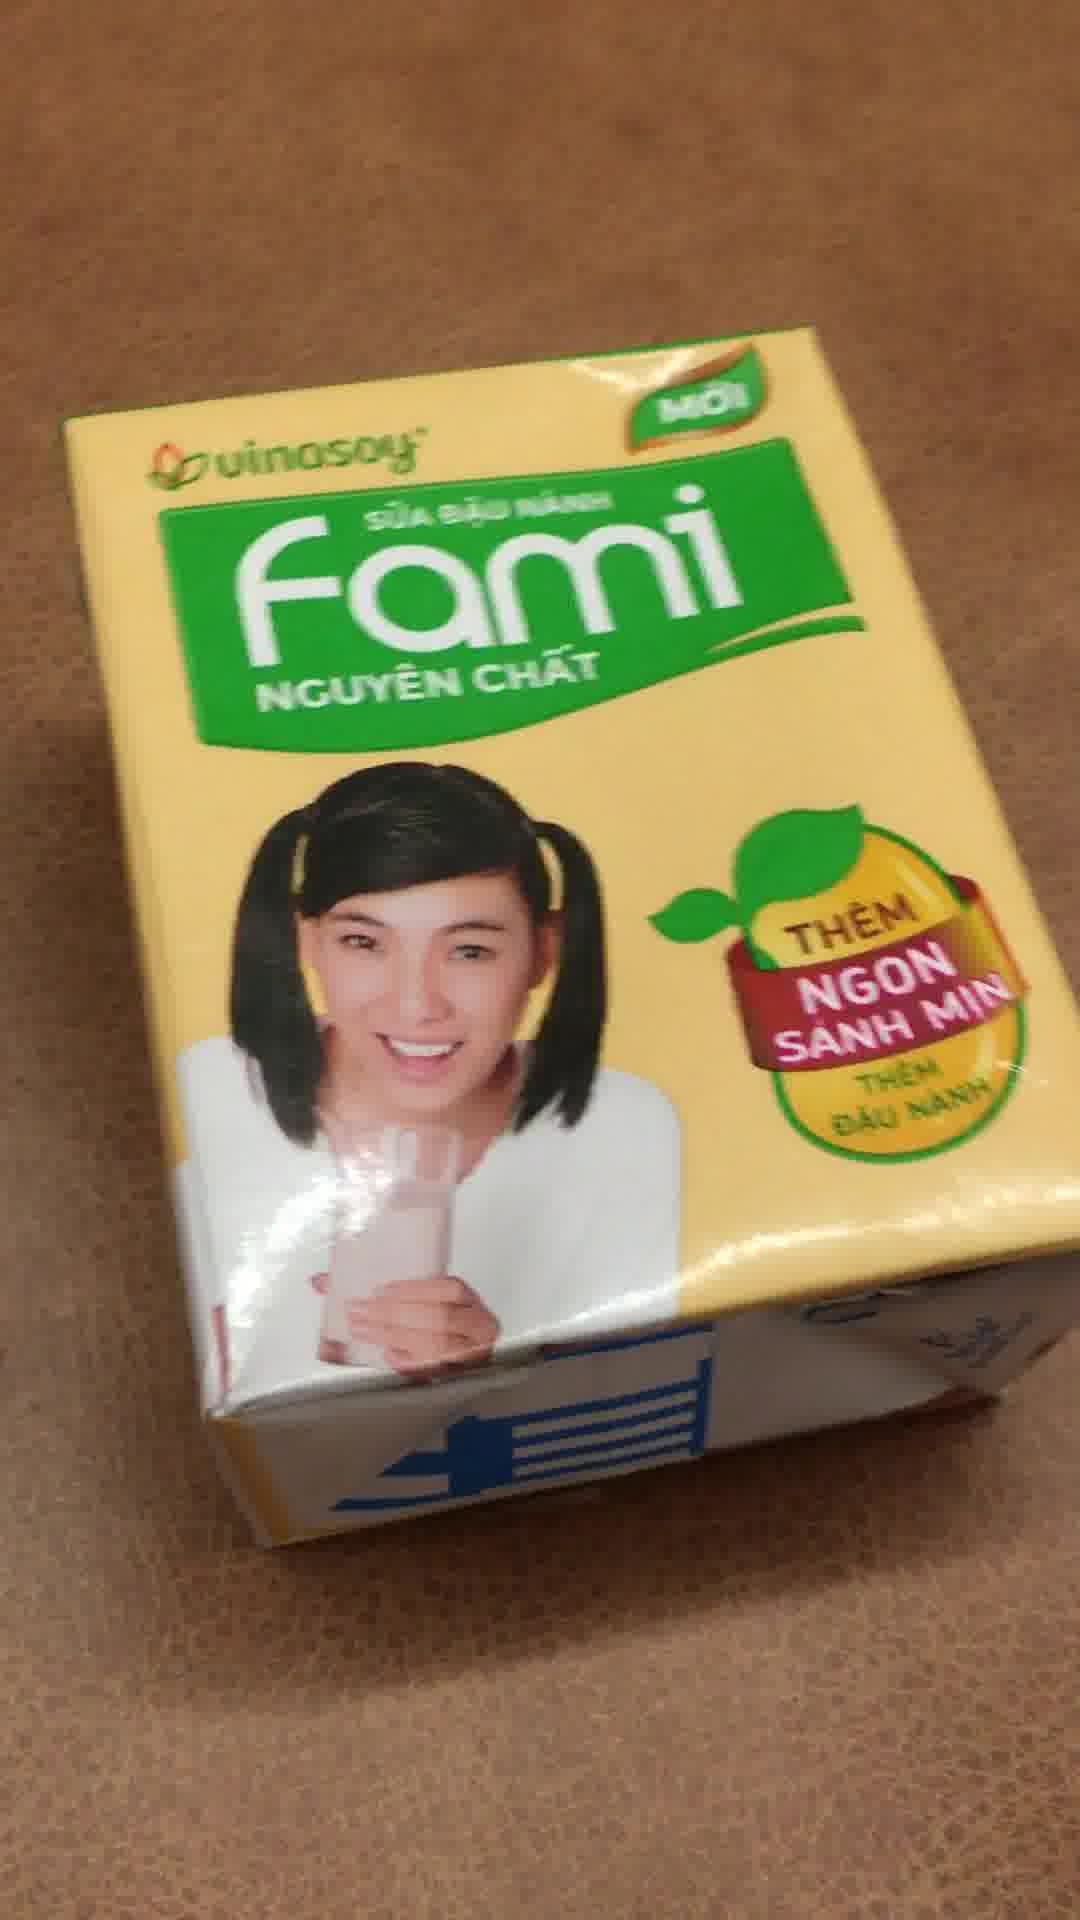 vinasoy
MỚI
SỮA ĐẬU NÀNH
Fami
NGUYÊN CHẤT
THÊM
NGON
SÁNH MỊN
THÊM
ĐẬU NÀNH